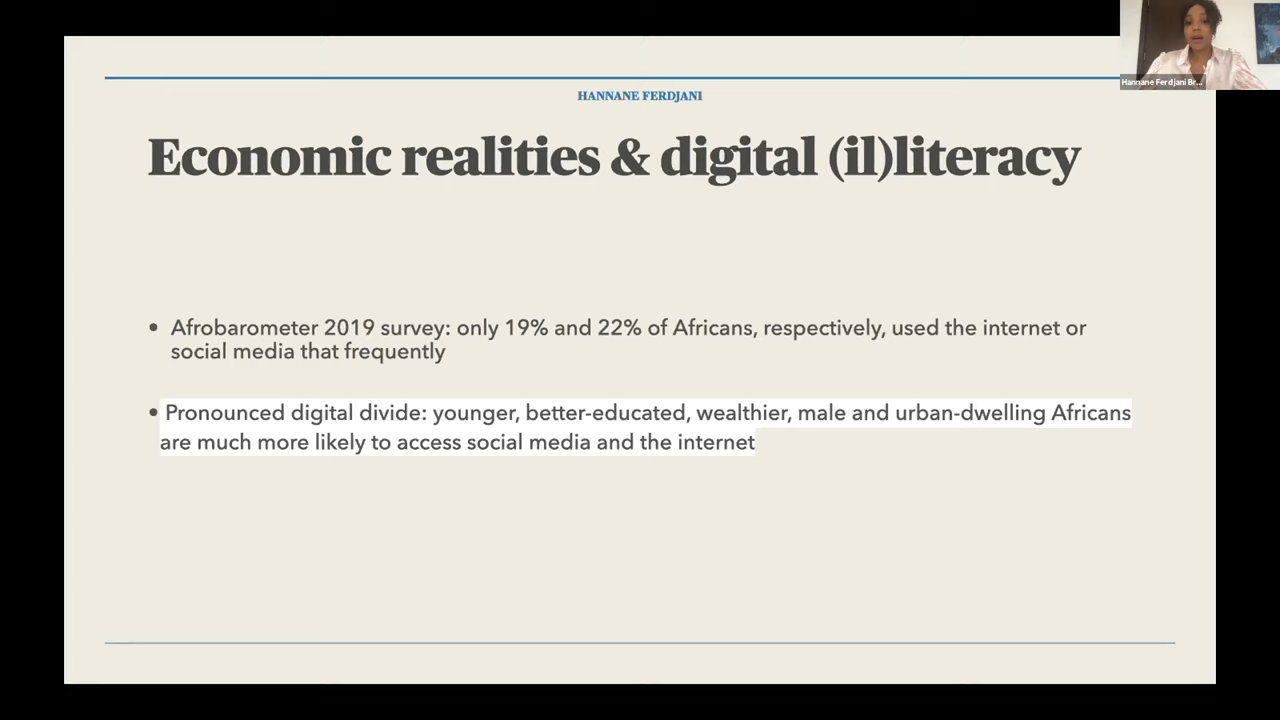 Hannane Ferdjani Br...
HANNANE FERDJANI
Economic realities & digital (il)literacy
• Afrobarometer 2019 survey: only 19% and 22% of Africans, respectively, used the internet or
social media that frequently
• Pronounced digital divide: younger, better-educated, wealthier, male and urban-dwelling Africans
are much more likely to access social media and the internet